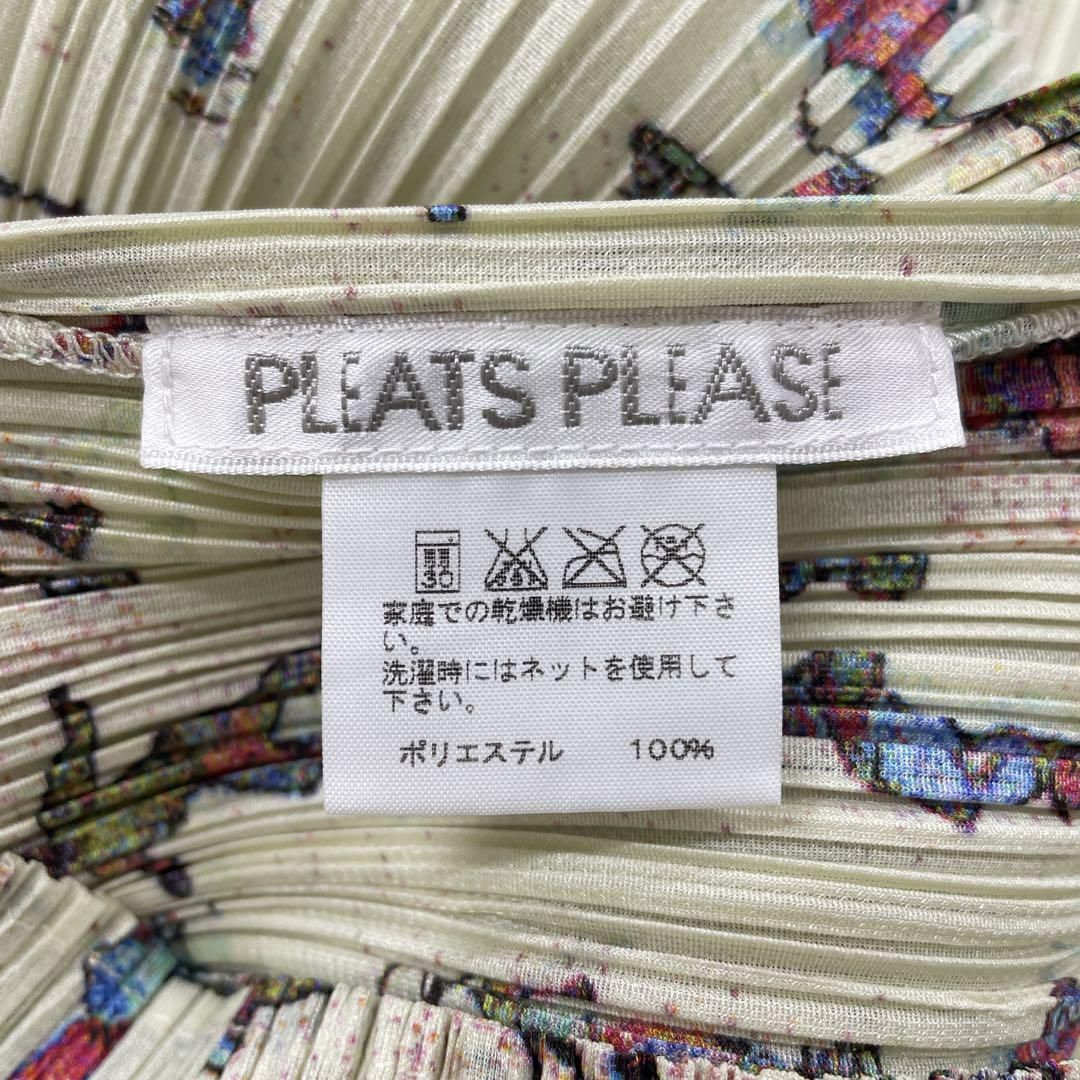 PLEATS PLEASE
30
家庭での乾燥機はお避け下さ
い。
洗濯時にはネットを使用して
下さい。
ポリエステル 100%